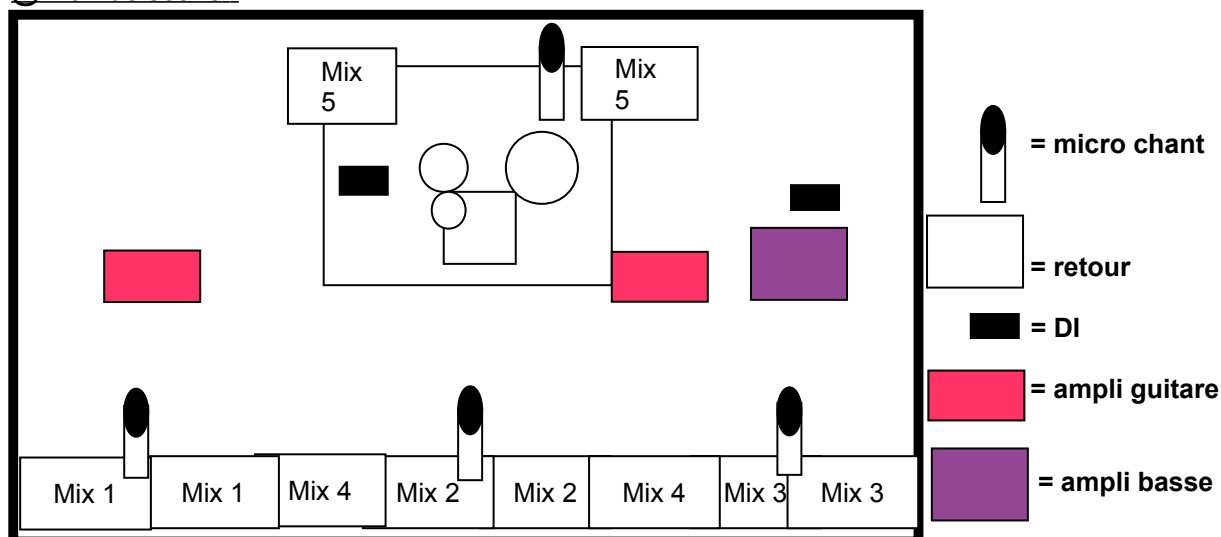 Mix
5
Mix
5
= micro chant
= retour
= DI
= ampli guitare
= ampli basse
Mix 1
Mix 1
Mix 4
Mix 2
Mix 2
Mix 4
Mix 3
Mix 3